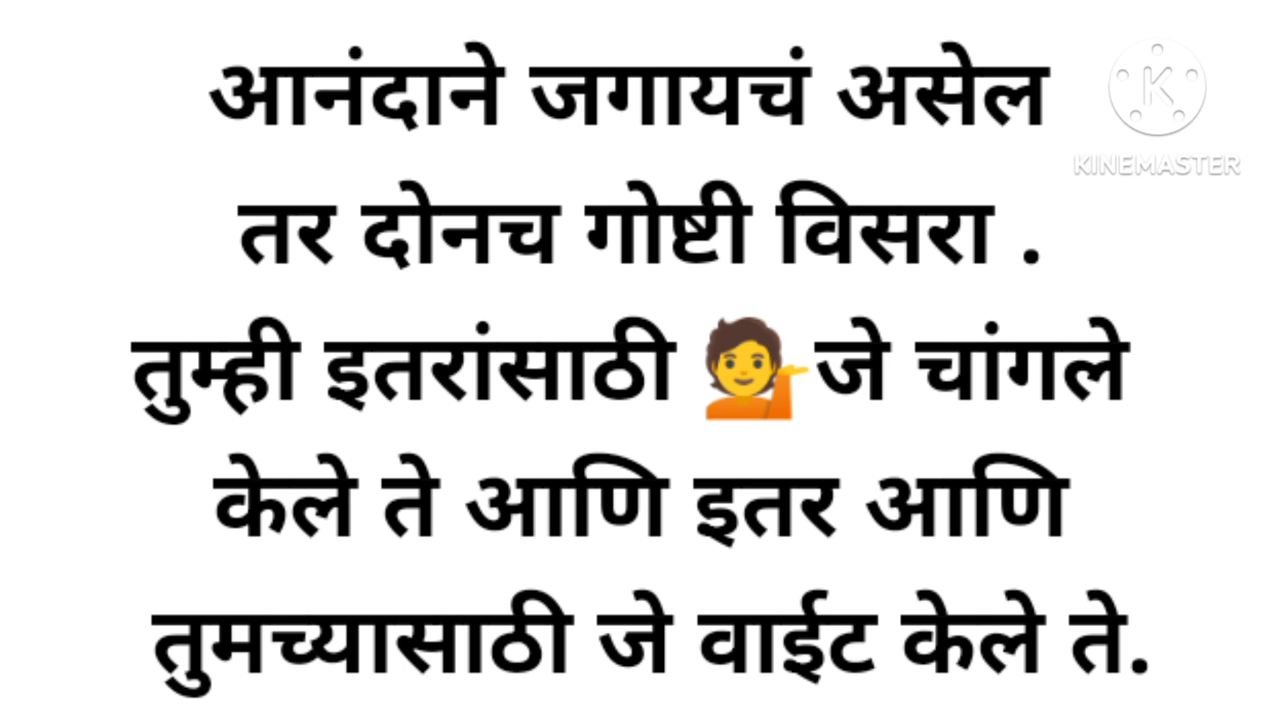 आनंदाने जगायचं असेल
KINEMASTER
तर दोनच गोष्टी विसरा .
तुम्ही इतरांसाठी 💁जे चांगले
केले ते आणि इतर आणि
तुमच्यासाठी जे वाईट केले ते.